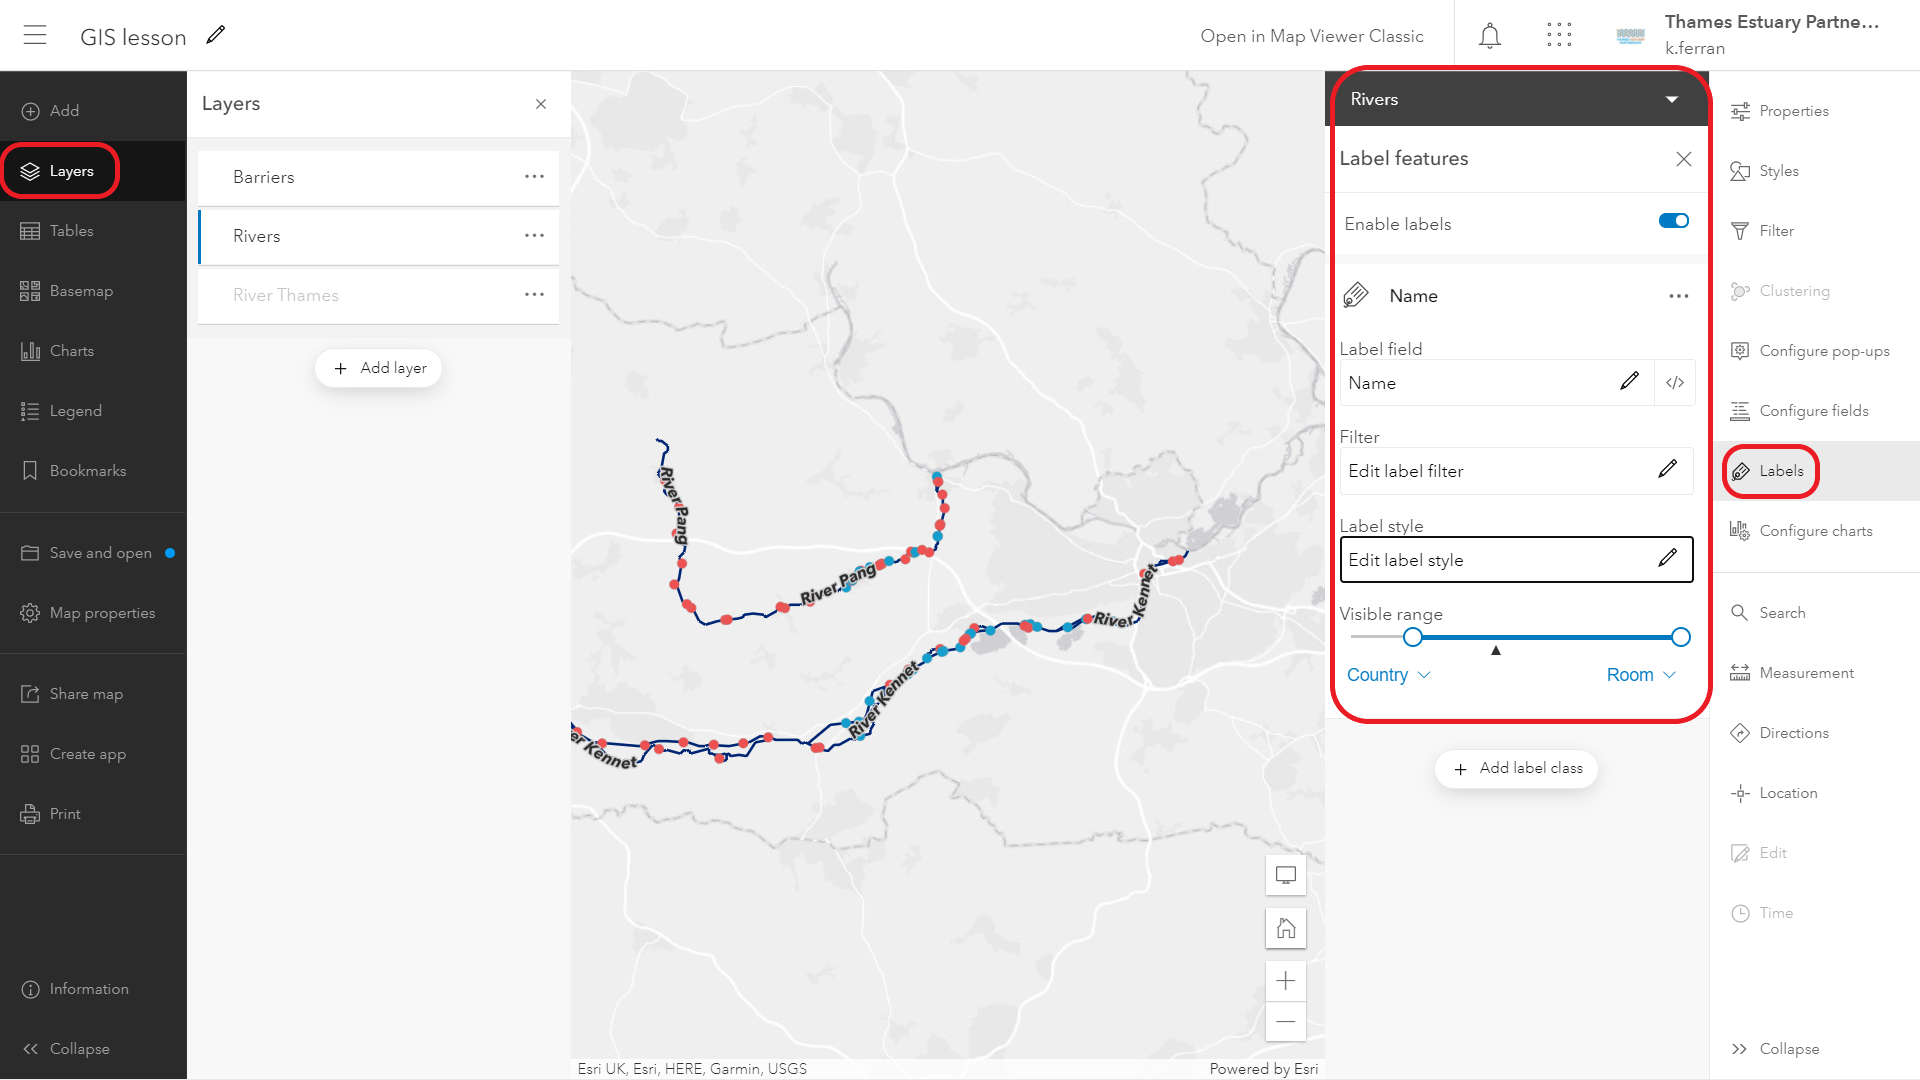 GIS lesson
Open in Map Viewer Classic
Thames Estuary Partne...
k.ferran
Add
Layers
Tables
Basemap
Charts
Legend
Bookmarks
Save and open
Map properties
Share map
Create app
Print
Information
Collapse
Layers
Barriers
Rivers
River Thames
Add layer
River Pang
River Pang
River Kennet
River Kennet
er Kennet
Esri UK, Esri, HERE, Garmin, USGS
Powered by Esri
Rivers
Label features
Enable labels
Name
Label field
Name
Filter
Edit label filter
Label style
Edit label style
Visible range
Country
Room
Add label class
Properties
Styles
Filter
Clustering
Configure pop-ups
Configure fields
Labels
Configure charts
Search
Measurement
Directions
Location
Edit
Time
Collapse